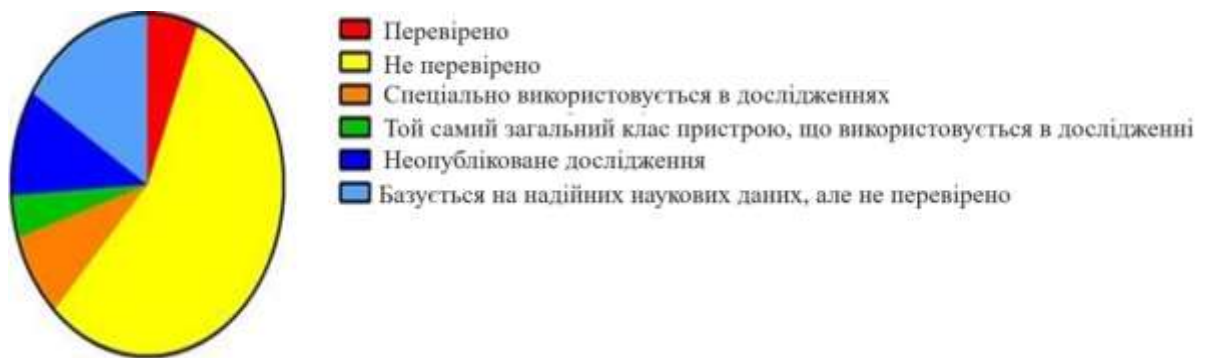 Перевірено
Не перевірено
Спеціально використовується в дослідженнях
Той самий загальний клас пристрою, що використовується в дослідженні
Неопубліковане дослідження
Базується на надійних наукових даних, але не перевірено